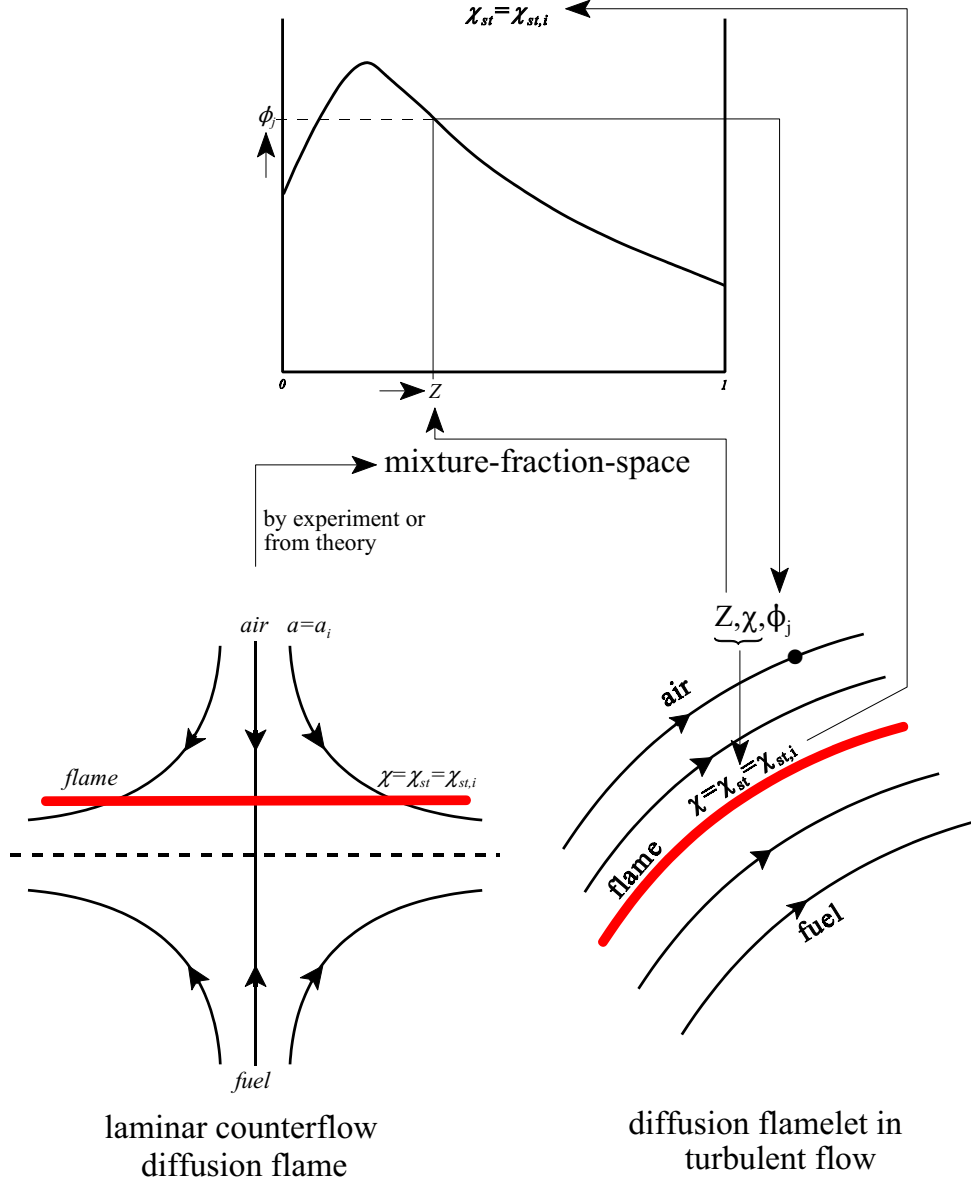 χst=χst,i
ϕj
0
1
Z
mixture-fraction-space
by experiment or
from theory
air a=ai
flame
χ=χst=χst,i
fuel
laminar counterflow
diffusion flame
Z,χ,ϕj
air
χ=χst=χst,i
flame
fuel
diffusion flamelet in
turbulent flow